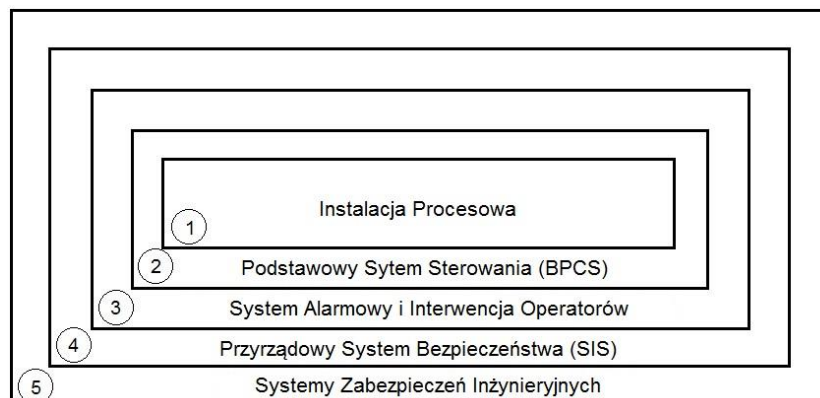 Instalacja Procesowa
1
2 Podstawowy Sytem Sterowania (BPCS)
3 System Alarmowy i Interwencja Operatorów
4 Przyrządowy System Bezpieczeństwa (SIS)
5 Systemy Zabezpieczeń Inżynieryjnych